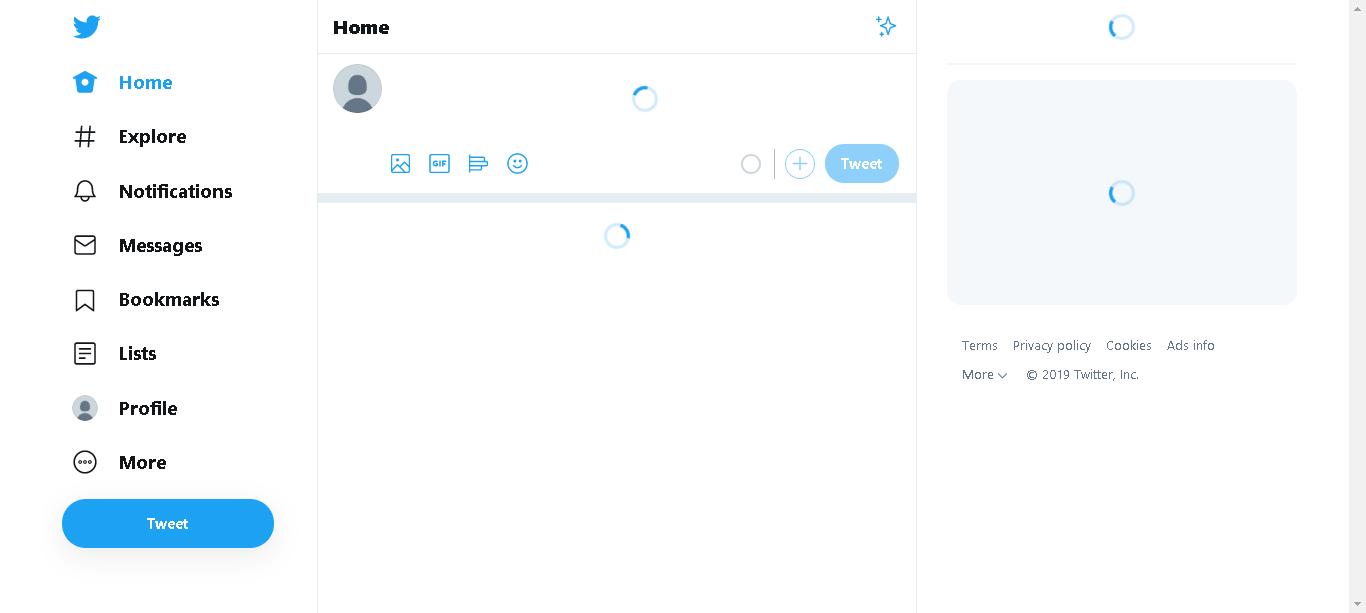 Home
Explore
Notifications
Messages
Bookmarks
Lists
Profile
More
Tweet
Home
GIF
Tweet
Terms Privacy policy Cookies Ads info
More © 2019 Twitter, Inc.